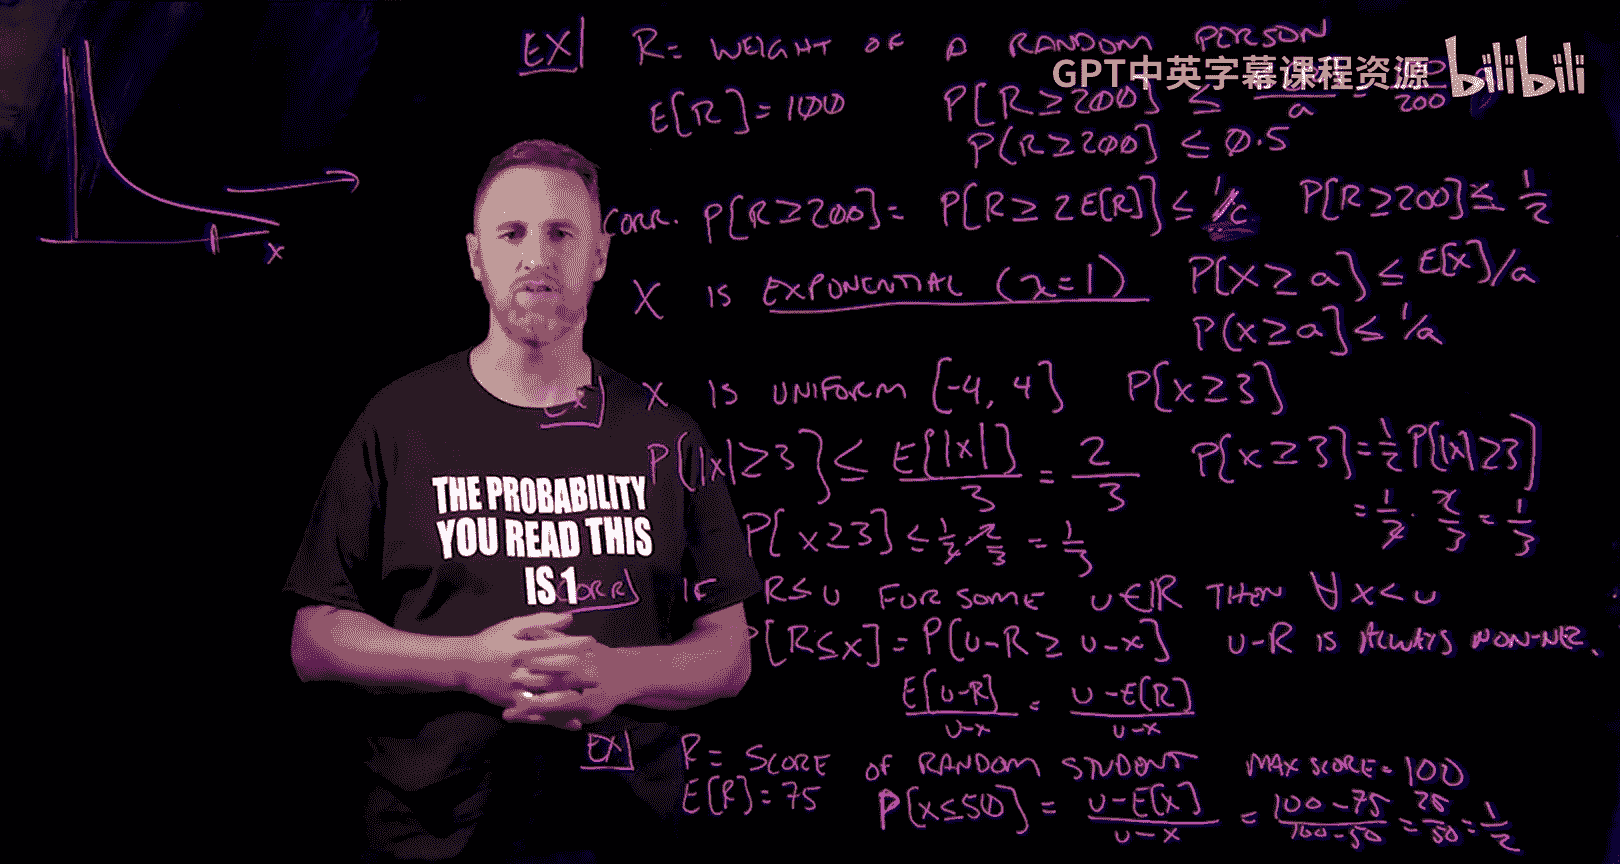 EX R = WEIGHT OF A RANDOM PERSON
GPT中英字幕课程资源 bilibili
E[R] = 100 P[R ≥ 200] ≤ a = 200
P[R ≥ 200] ≤ 0.5
CORR. P[R ≥ 200] = P[R ≥ 2E[R]] ≤ 1/c P[R ≥ 200] ≤ 1/2
X
X IS EXPONENTIAL (λ=1) P[X ≥ a] ≤ E[X]/a
P[X ≥ a] ≤ 1/a
EX X IS UNIFORM [-4, 4] P[X ≥ 3]
P[|X| ≥ 3] ≤ E[|X|]/3 = 2/3 P[X ≥ 3] = 1/2 P[|X| ≥ 3]
= 1/2 · 2/3 = 1/3
P[X ≥ 3] ≤ 1/2 · 2/3 = 1/3
THE PROBABILITY
YOU READ THIS
IS 1
CORR IF R ≤ U FOR SOME U ∈ ℝ THEN ∀ X < U
P[R ≤ X] = P[U-R ≥ U-X] U-R IS ALWAYS NON-NEG.
E[U-R]/U-X = U-E[R]/U-X
EX R = SCORE OF RANDOM STUDENT MAX SCORE = 100
E[R] = 75 P[X ≤ 50] = U-E[X]/U-X = 100-75/100-50 = 25/50 = 1/2